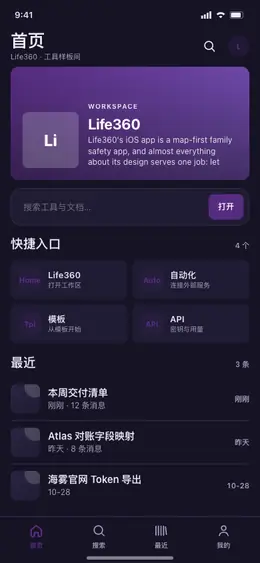 9:41
首页
Life360 · 工具样板间
L
WORKSPACE
Li
Life360
Life360's iOS app is a map-first family
safety app, and almost everything
about its design serves one job: let
搜索工具与文档...
打开
快捷入口
4 个
Home
Life360
打开工作区
Auto
自动化
连接外部服务
Tpl
模板
从模板开始
API
API
密钥与用量
最近
3 条
本周交付清单
刚刚 · 12 条消息
刚刚
Atlas 对账字段映射
昨天 · 8 条消息
昨天
海雾官网 Token 导出
10-28
10-28
首页
搜索
最近
我的